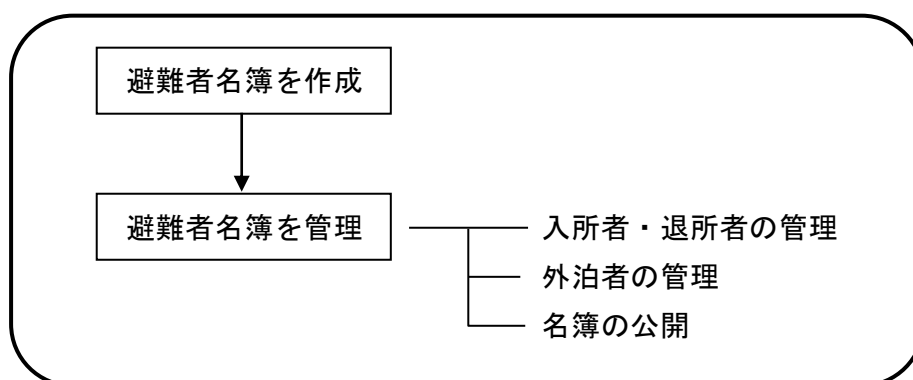 避難者名簿を作成
避難者名簿を管理
入所者・退所者の管理
外泊者の管理
名簿の公開